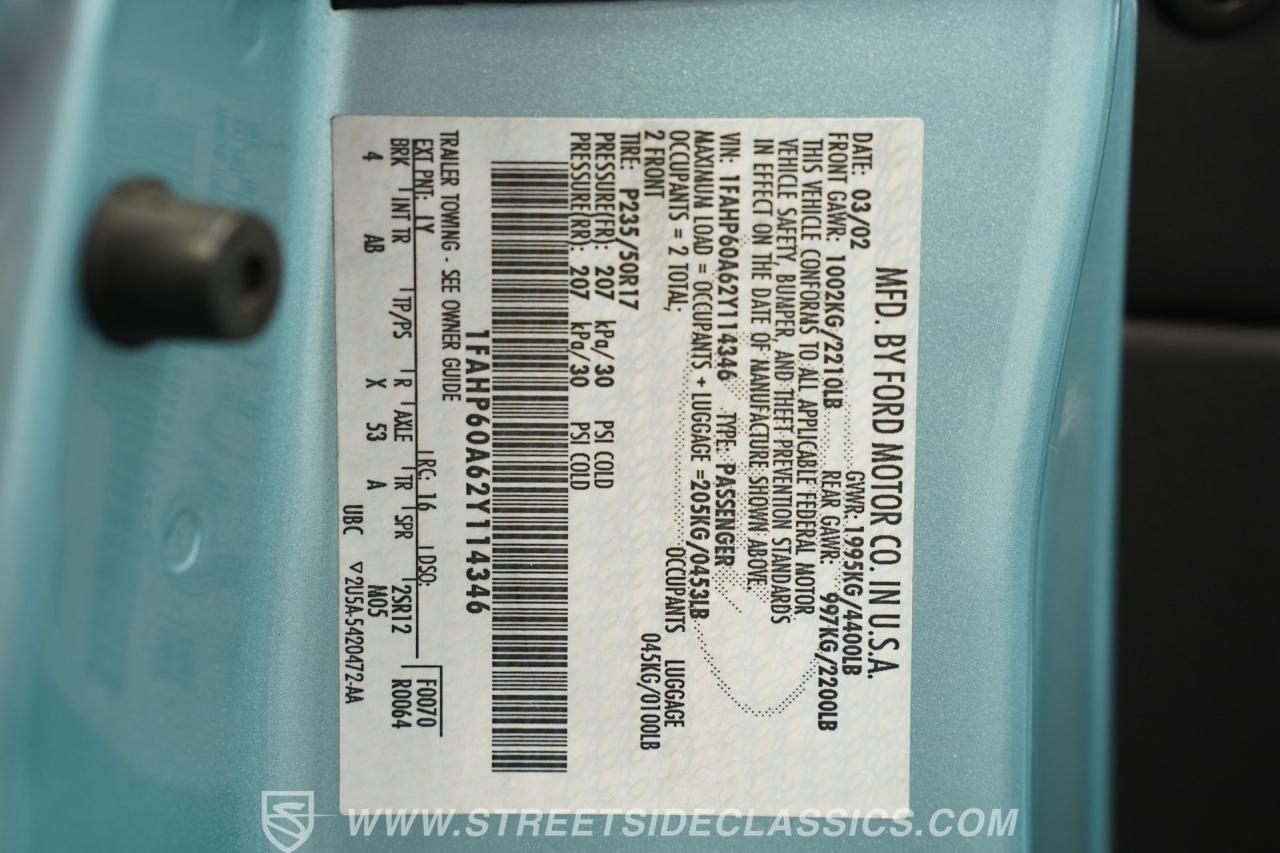 MFD. BY FORD MOTOR CO. IN U.S.A.
DATE: 03/02 GVWR: 1995KG/4400LB
FRONT GAWR: 1002KG/2210LB REAR GAWR: 997KG/2200LB
THIS VEHICLE CONFORMS TO ALL APPLICABLE FEDERAL MOTOR
VEHICLE SAFETY, BUMPER, AND THEFT PREVENTION STANDARDS
IN EFFECT ON THE DATE OF MANUFACTURE SHOWN ABOVE.
VIN: 1FAHP60A62Y114346 TYPE: PASSENGER
MAXIMUM LOAD = OCCUPANTS + LUGGAGE =205KG/0453LB
OCCUPANTS = 2 TOTAL; OCCUPANTS LUGGAGE
2 FRONT 045KG/0100LB
TIRE: P235/50R17
PRESSURE(FR): 207 kPa/30 PSI COLD
PRESSURE(RR): 207 kPa/30 PSI COLD
1FAHP60A62Y114346
TRAILER TOWING - SEE OWNER GUIDE
EXT PNT: LY RC: 16 DSO: F0070
BRK INT TR TP/PS R AXLE TR SPR 2SR12 R0064
4 AB X 53 A M05
UBC ▽2U5A-5420472-AA
S WWW.STREETSIDECLASSICS.COM